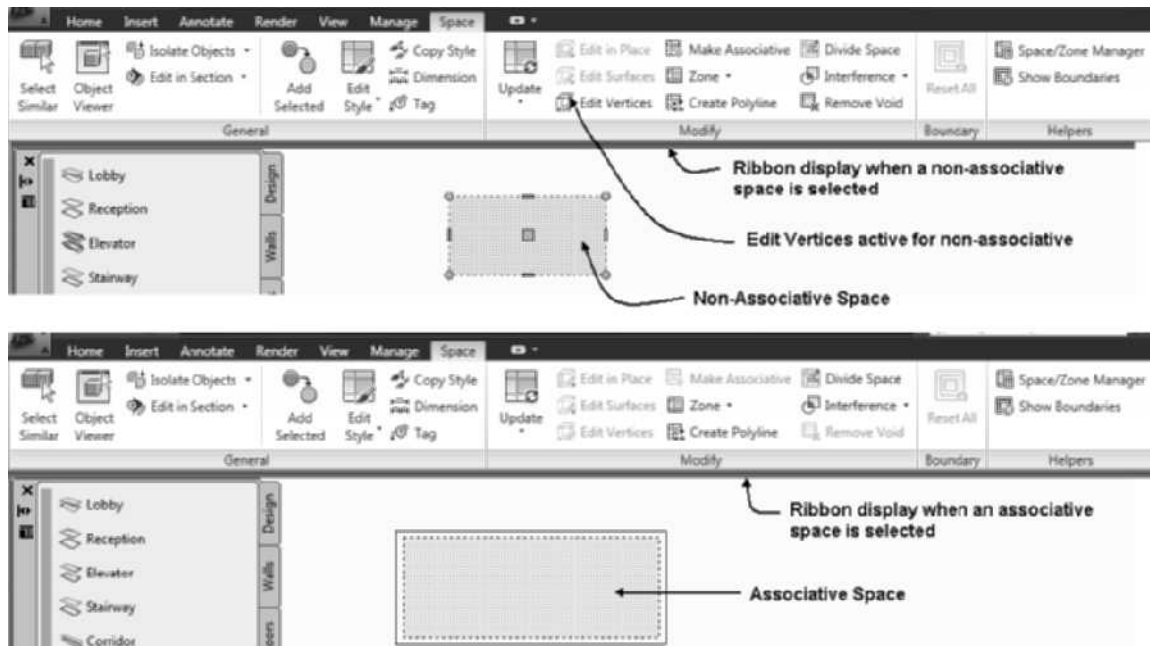 Home Insert Annotate Render View Manage Space
Isolate Objects Copy Style Edit in Place Make Associative Divide Space Space/Zone Manager
Edit in Section Dimension Edit Surfaces Zone Interference Show Boundaries
Select Object Add Edit Update Reset All
Similar Viewer Selected Style Tag Edit Vertices Create Polyline Remove Void
General Modify Boundary Helpers
Ribbon display when a non-associative
space is selected
Lobby
Design
Reception
Elevator
Walls
Edit Vertices active for non-associative
Stairway
Non-Associative Space
Home Insert Annotate Render View Manage Space
Isolate Objects Copy Style Edit in Place Make Associative Divide Space Space/Zone Manager
Edit in Section Dimension Edit Surfaces Zone Interference Show Boundaries
Select Object Add Edit Update Reset All
Similar Viewer Selected Style Tag Edit Vertices Create Polyline Remove Void
General Modify Boundary Helpers
Ribbon display when an associative
space is selected
Lobby
Design
Reception
Elevator
Walls
Associative Space
Stairway
Corridor